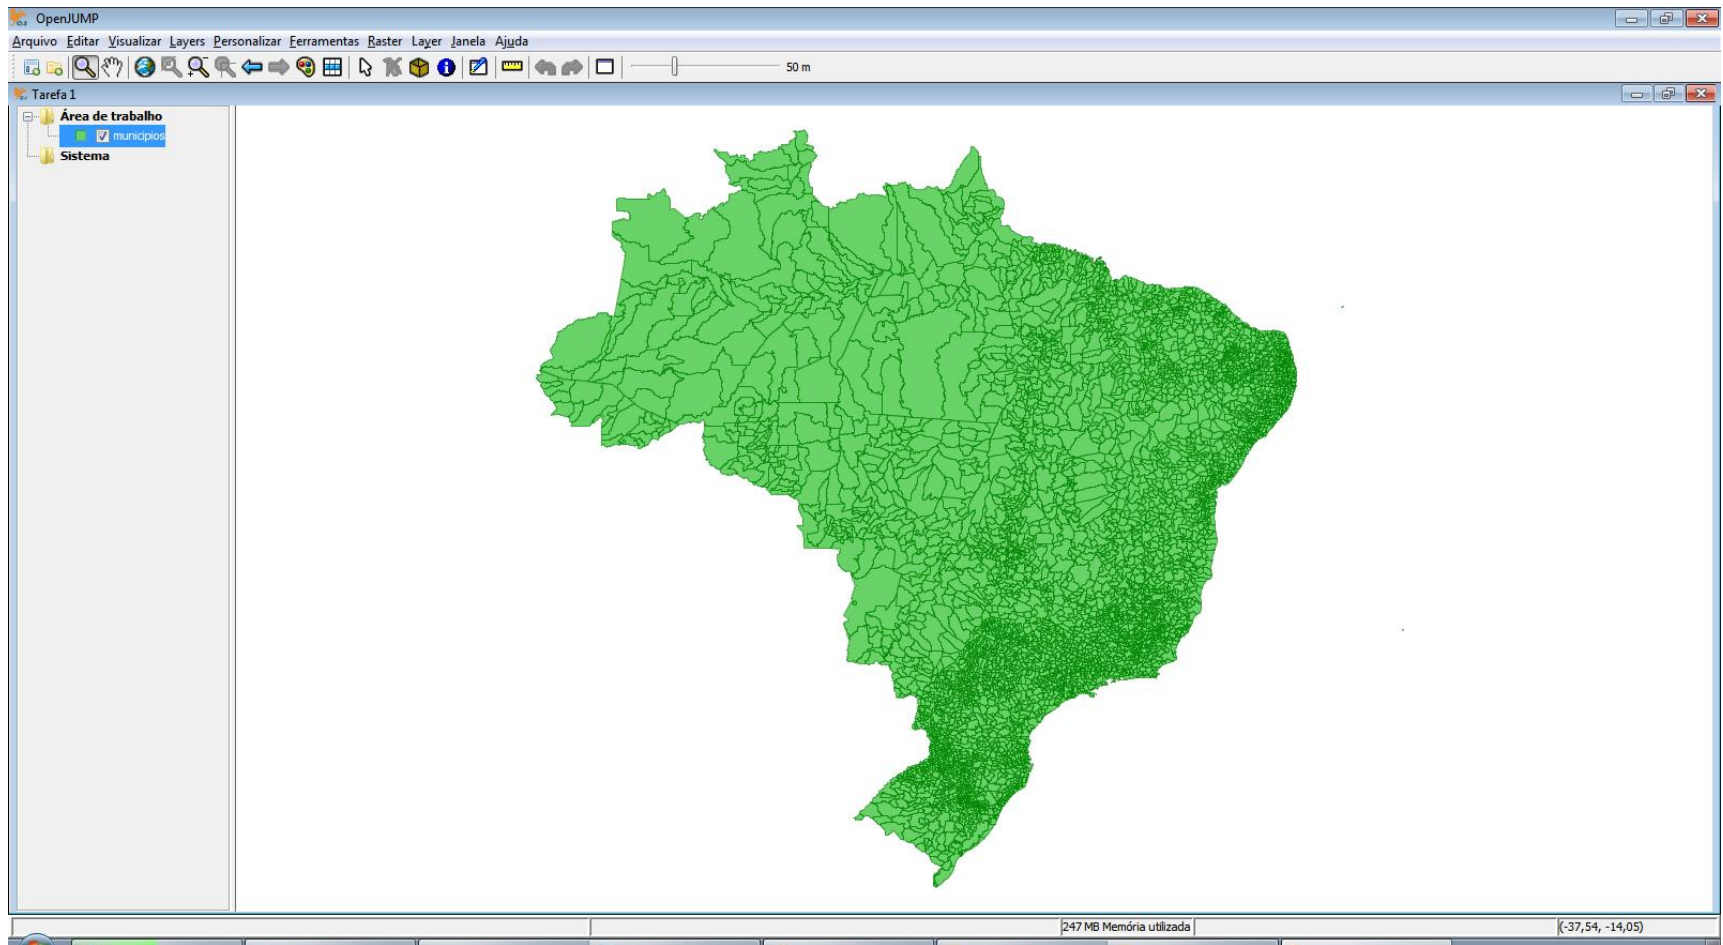 OpenJUMP
Arquivo Editar Visualizar Layers Personalizar Ferramentas Raster Layer Janela Ajuda
50 m
Tarefa 1
Área de trabalho
municipios
Sistema
247 MB Memória utilizada
(-37,54, -14,05)